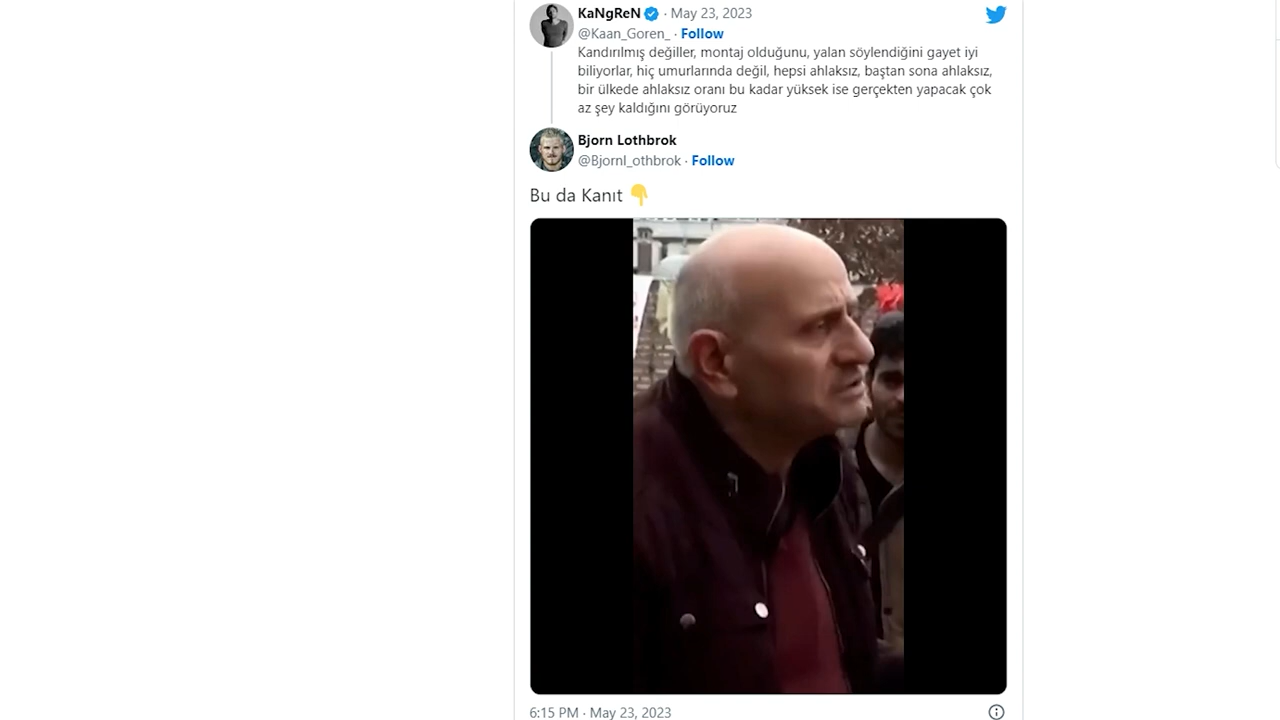 KaNgReN · May 23, 2023
@Kaan_Goren_ · Follow
Kandırılmış değiller, montaj olduğunu, yalan söylendiğini gayet iyi
biliyorlar, hiç umurlarında değil, hepsi ahlaksız, baştan sona ahlaksız,
bir ülkede ahlaksız oranı bu kadar yüksek ise gerçekten yapacak çok
az şey kaldığını görüyoruz
Bjorn Lothbrok
@Bjornl_othbrok · Follow
Bu da Kanıt 👇
6:15 PM · May 23, 2023